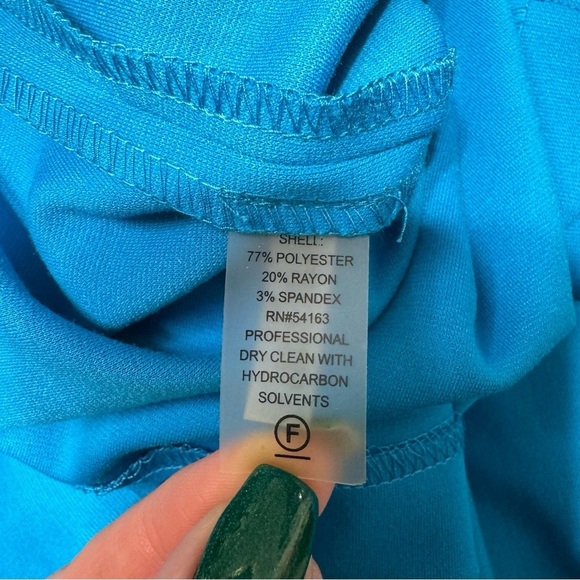 SHELL:
77% POLYESTER
20% RAYON
3% SPANDEX
RN#54163
PROFESSIONAL
DRY CLEAN WITH
HYDROCARBON
SOLVENTS
F